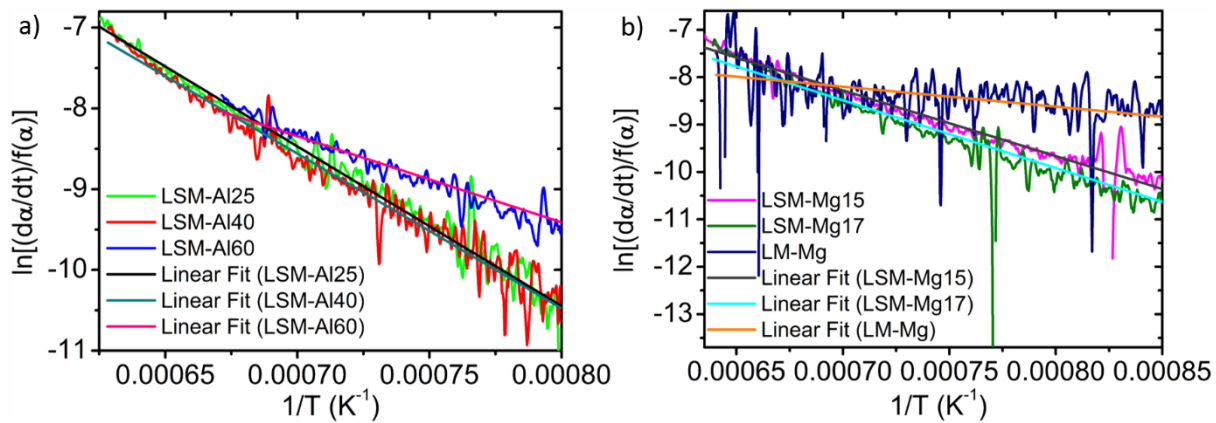 a)
ln[(dα/dt)/f(α)]
-7
-8
-9
-10
-11
LSM-Al25
LSM-Al40
LSM-Al60
Linear Fit (LSM-Al25)
Linear Fit (LSM-Al40)
Linear Fit (LSM-Al60)
0.00065 0.00070 0.00075 0.00080
1/T (K⁻¹)
b)
ln[(dα/dt)/f(α)]
-7
-8
-9
-10
-11
-12
-13
LSM-Mg15
LSM-Mg17
LM-Mg
Linear Fit (LSM-Mg15)
Linear Fit (LSM-Mg17)
Linear Fit (LM-Mg)
0.00065 0.00070 0.00075 0.00080 0.00085
1/T (K⁻¹)